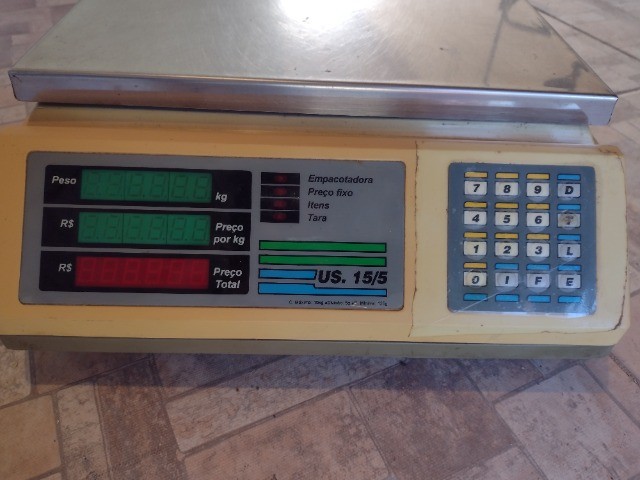 Peso
kg
R$
Preço
por kg
R$
Preço
Total
Empacotadora
Preço fixo
Itens
Tara
US. 15/5
7 8 9 D
4 5 6
1 2 3 L
0 I F E